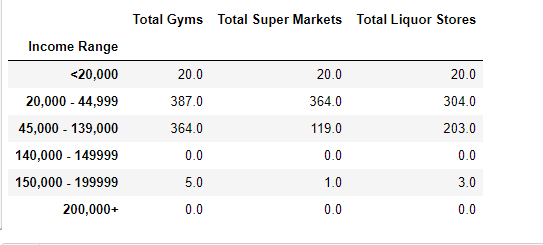 Total Gyms Total Super Markets Total Liquor Stores
Income Range
<20,000 20.0 20.0 20.0
20,000 - 44,999 387.0 364.0 304.0
45,000 - 139,000 364.0 119.0 203.0
140,000 - 149999 0.0 0.0 0.0
150,000 - 199999 5.0 1.0 3.0
200,000+ 0.0 0.0 0.0